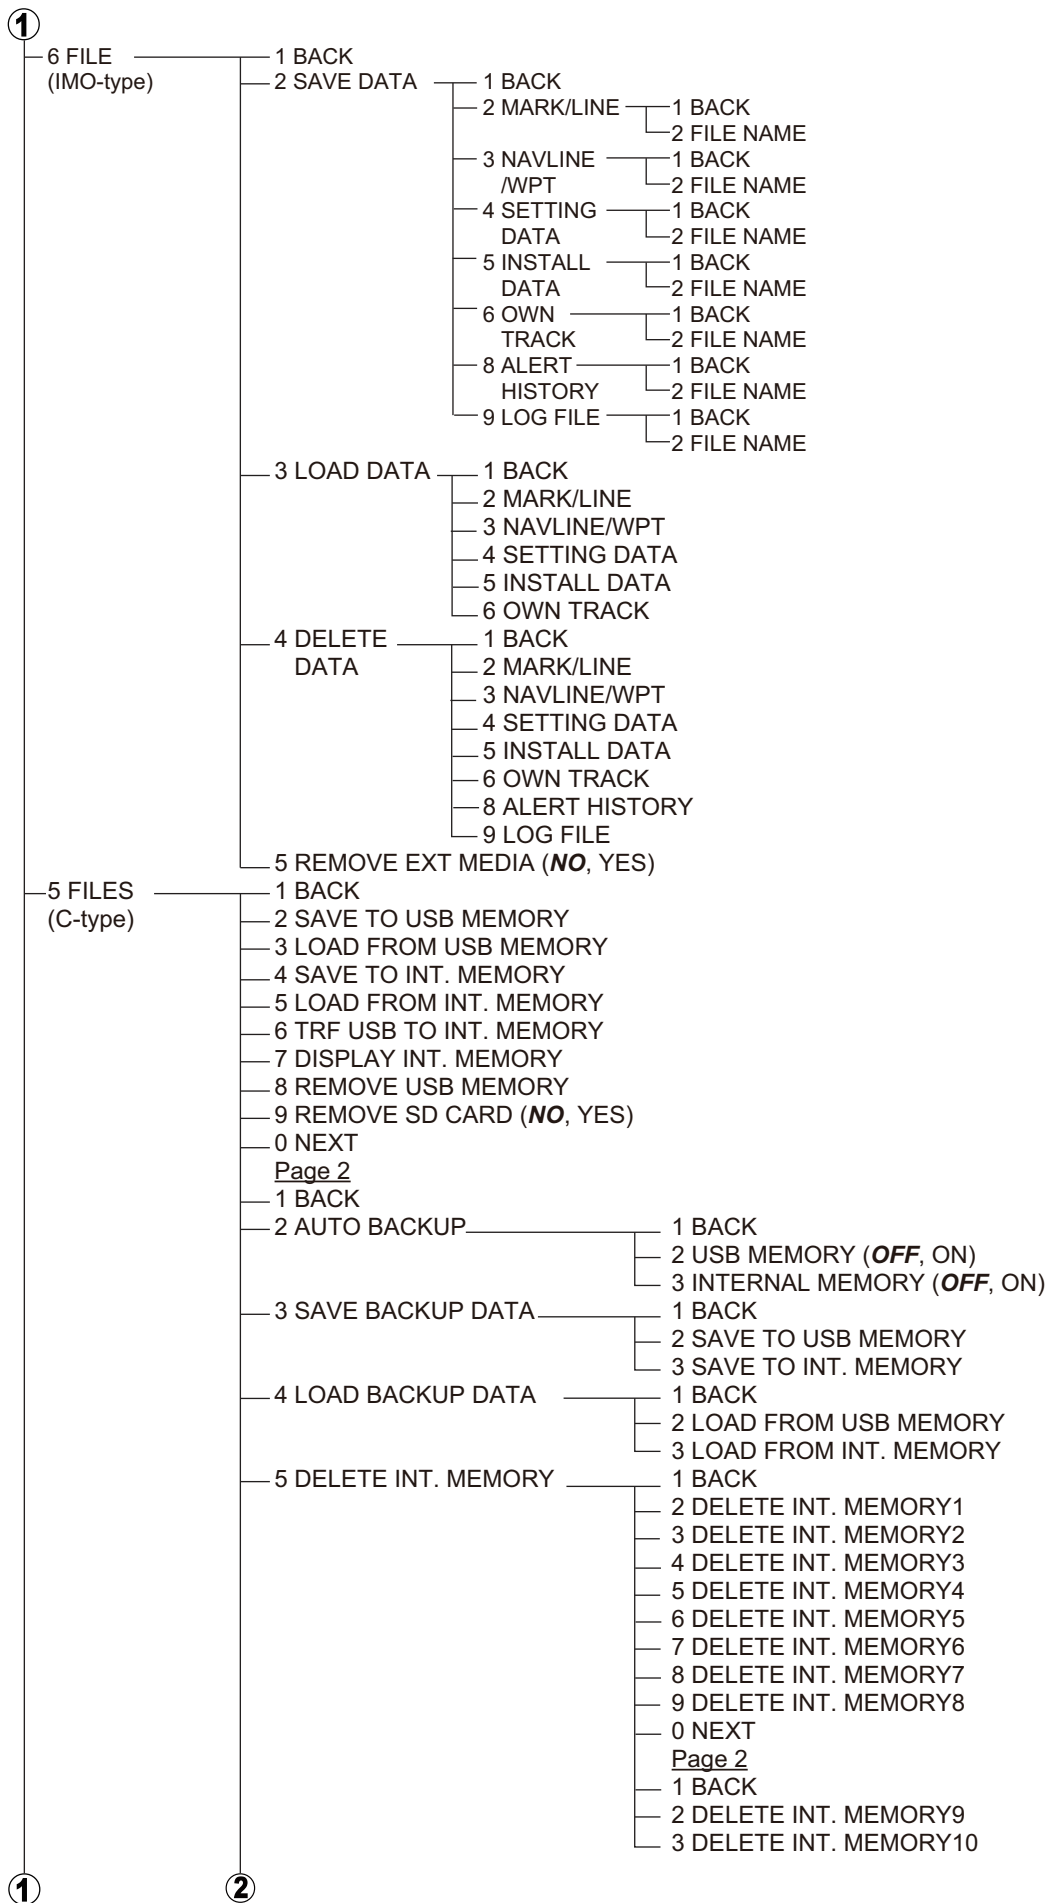 1
6 FILE 1 BACK
(IMO-type) 2 SAVE DATA 1 BACK
2 MARK/LINE 1 BACK
2 FILE NAME
3 NAVLINE 1 BACK
/WPT 2 FILE NAME
4 SETTING 1 BACK
DATA 2 FILE NAME
5 INSTALL 1 BACK
DATA 2 FILE NAME
6 OWN 1 BACK
TRACK 2 FILE NAME
8 ALERT 1 BACK
HISTORY 2 FILE NAME
9 LOG FILE 1 BACK
2 FILE NAME
3 LOAD DATA 1 BACK
2 MARK/LINE
3 NAVLINE/WPT
4 SETTING DATA
5 INSTALL DATA
6 OWN TRACK
4 DELETE 1 BACK
DATA 2 MARK/LINE
3 NAVLINE/WPT
4 SETTING DATA
5 INSTALL DATA
6 OWN TRACK
8 ALERT HISTORY
9 LOG FILE
5 REMOVE EXT MEDIA (NO, YES)
5 FILES 1 BACK
(C-type) 2 SAVE TO USB MEMORY
3 LOAD FROM USB MEMORY
4 SAVE TO INT. MEMORY
5 LOAD FROM INT. MEMORY
6 TRF USB TO INT. MEMORY
7 DISPLAY INT. MEMORY
8 REMOVE USB MEMORY
9 REMOVE SD CARD (NO, YES)
0 NEXT
Page 2
1 BACK
2 AUTO BACKUP 1 BACK
2 USB MEMORY (OFF, ON)
3 INTERNAL MEMORY (OFF, ON)
3 SAVE BACKUP DATA 1 BACK
2 SAVE TO USB MEMORY
3 SAVE TO INT. MEMORY
4 LOAD BACKUP DATA 1 BACK
2 LOAD FROM USB MEMORY
3 LOAD FROM INT. MEMORY
5 DELETE INT. MEMORY 1 BACK
2 DELETE INT. MEMORY1
3 DELETE INT. MEMORY2
4 DELETE INT. MEMORY3
5 DELETE INT. MEMORY4
6 DELETE INT. MEMORY5
7 DELETE INT. MEMORY6
8 DELETE INT. MEMORY7
9 DELETE INT. MEMORY8
0 NEXT
Page 2
1 BACK
2 DELETE INT. MEMORY9
3 DELETE INT. MEMORY10
1 2